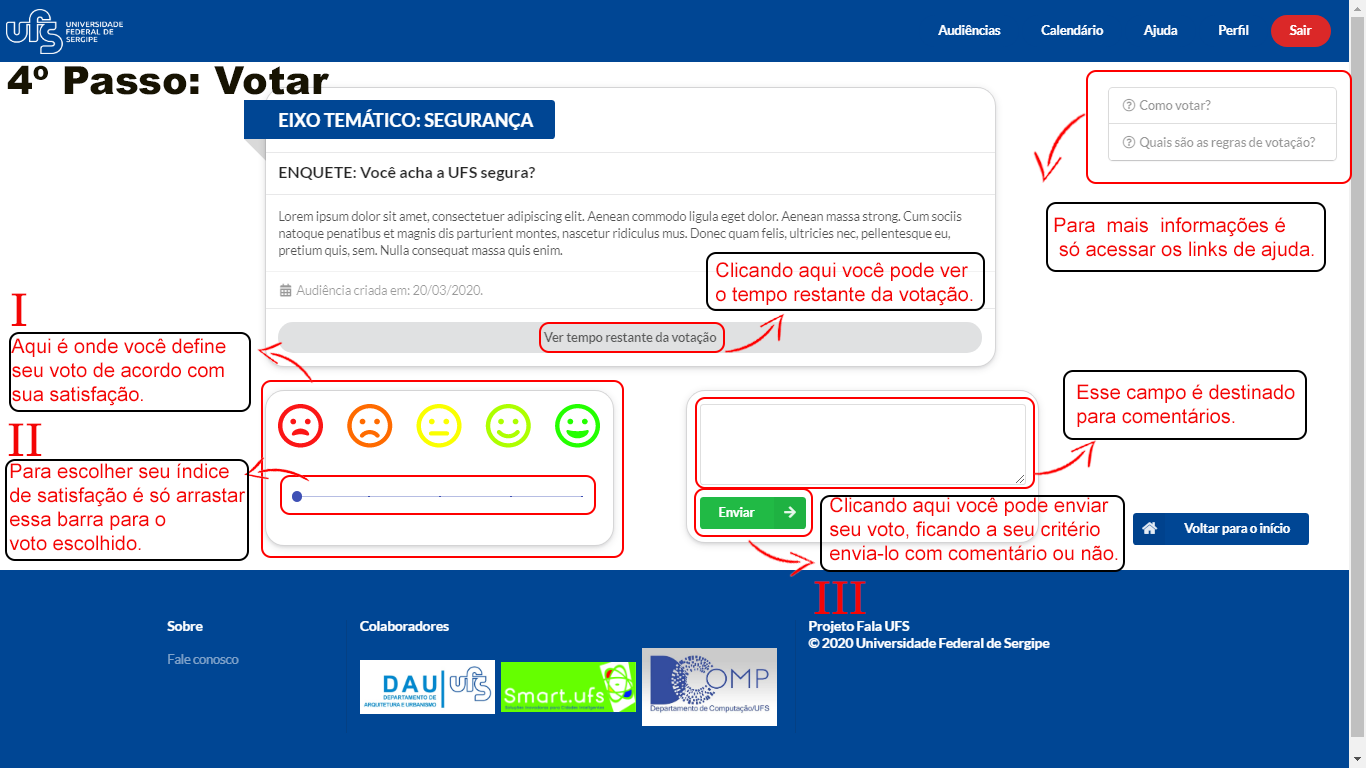 ufs UNIVERSIDADE
FEDERAL DE
SERGIPE
Audiências Calendário Ajuda Perfil Sair
4º Passo: Votar
EIXO TEMÁTICO: SEGURANÇA
ENQUETE: Você acha a UFS segura?
Lorem ipsum dolor sit amet, consectetuer adipiscing elit. Aenean commodo ligula eget dolor. Aenean massa strong. Cum sociis
natoque penatibus et magnis dis parturient montes, nascetur ridiculus mus. Donec quam felis, ultricies nec, pellentesque eu,
pretium quis, sem. Nulla consequat massa quis enim.
Audiência criada em: 20/03/2020.
Clicando aqui você pode ver
o tempo restante da votação.
Ver tempo restante da votação
Como votar?
Quais são as regras de votação?
Para mais informações é
só acessar os links de ajuda.
I
Aqui é onde você define
seu voto de acordo com
sua satisfação.
II
Para escolher seu índice
de satisfação é só arrastar
essa barra para o
voto escolhido.
Esse campo é destinado
para comentários.
Enviar
Clicando aqui você pode enviar
seu voto, ficando a seu critério
envia-lo com comentário ou não.
III
Voltar para o início
Sobre
Fale conosco
Colaboradores
DAU ufs
DEPARTAMENTO DE
ARQUITETURA E URBANISMO
Smart.ufs
Soluções Inovadoras para Cidades Inteligentes
DCOMP
Departamento de Computação/UFS
Projeto Fala UFS
© 2020 Universidade Federal de Sergipe